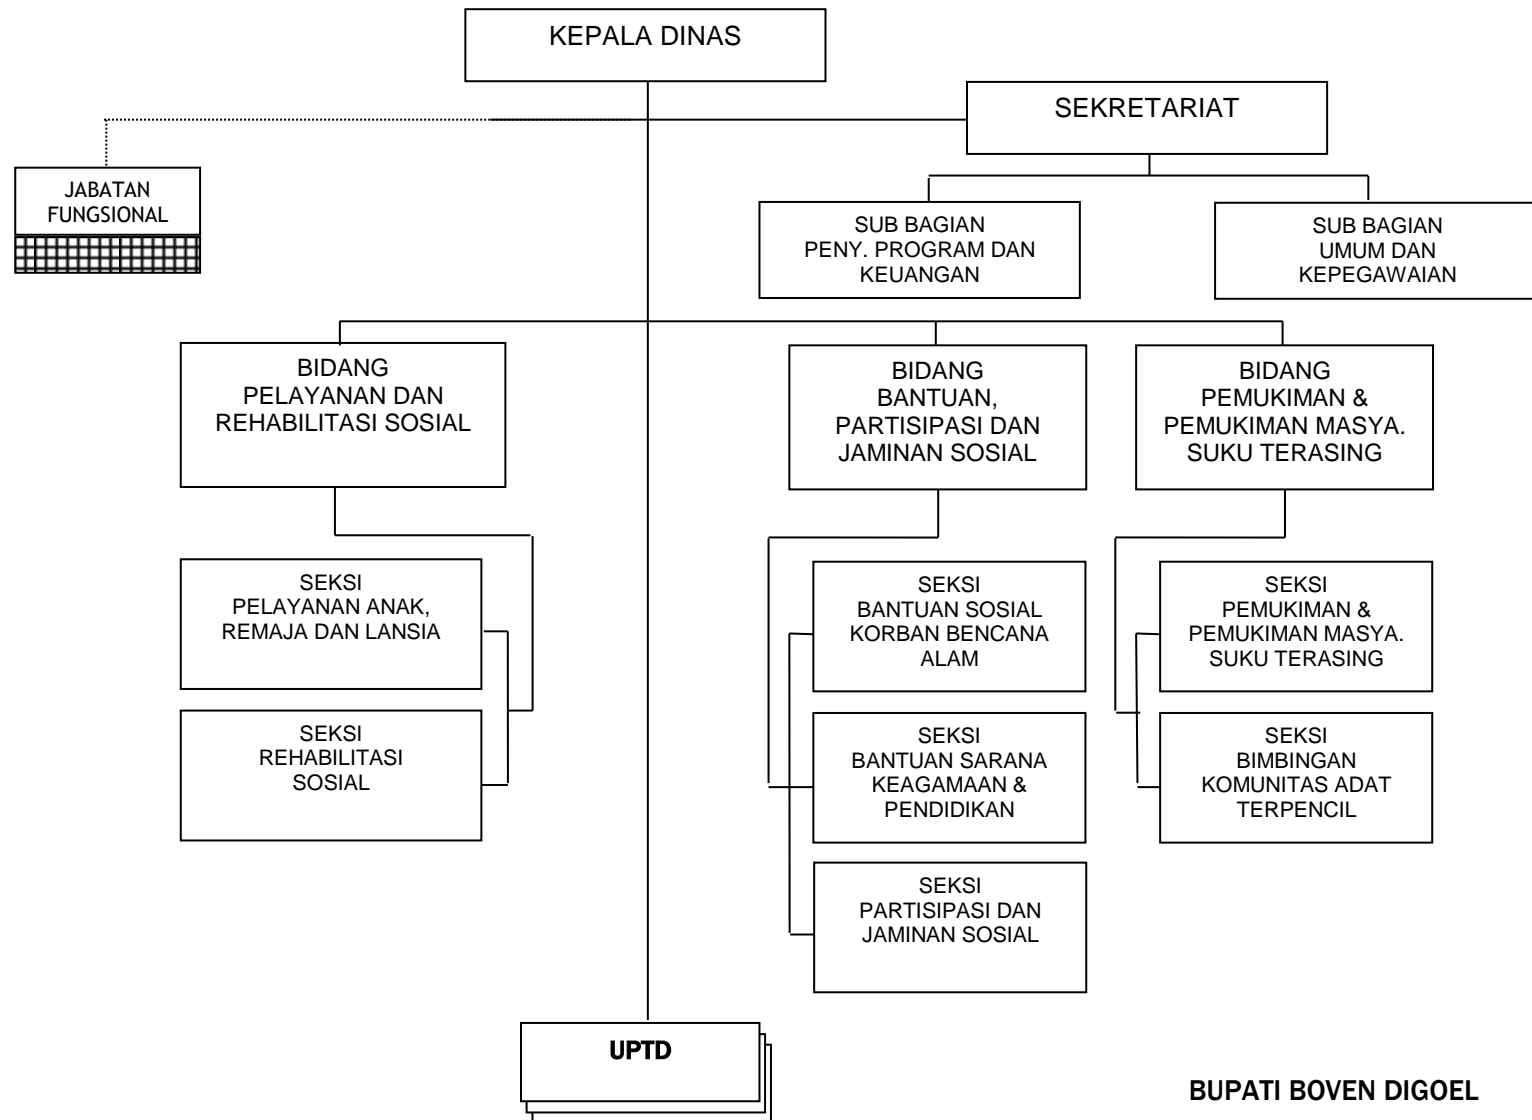 KEPALA DINAS
SEKRETARIAT
JABATAN
FUNGSIONAL
SUB BAGIAN
PENY. PROGRAM DAN
KEUANGAN
SUB BAGIAN
UMUM DAN
KEPEGAWAIAN
BIDANG
PELAYANAN DAN
REHABILITASI SOSIAL
BIDANG
BANTUAN,
PARTISIPASI DAN
JAMINAN SOSIAL
BIDANG
PEMUKIMAN &
PEMUKIMAN MASYA.
SUKU TERASING
SEKSI
PELAYANAN ANAK,
REMAJA DAN LANSIA
SEKSI
BANTUAN SOSIAL
KORBAN BENCANA
ALAM
SEKSI
PEMUKIMAN &
PEMUKIMAN MASYA.
SUKU TERASING
SEKSI
REHABILITASI
SOSIAL
SEKSI
BANTUAN SARANA
KEAGAMAAN &
PENDIDIKAN
SEKSI
BIMBINGAN
KOMUNITAS ADAT
TERPENCIL
SEKSI
PARTISIPASI DAN
JAMINAN SOSIAL
UPTD
BUPATI BOVEN DIGOEL